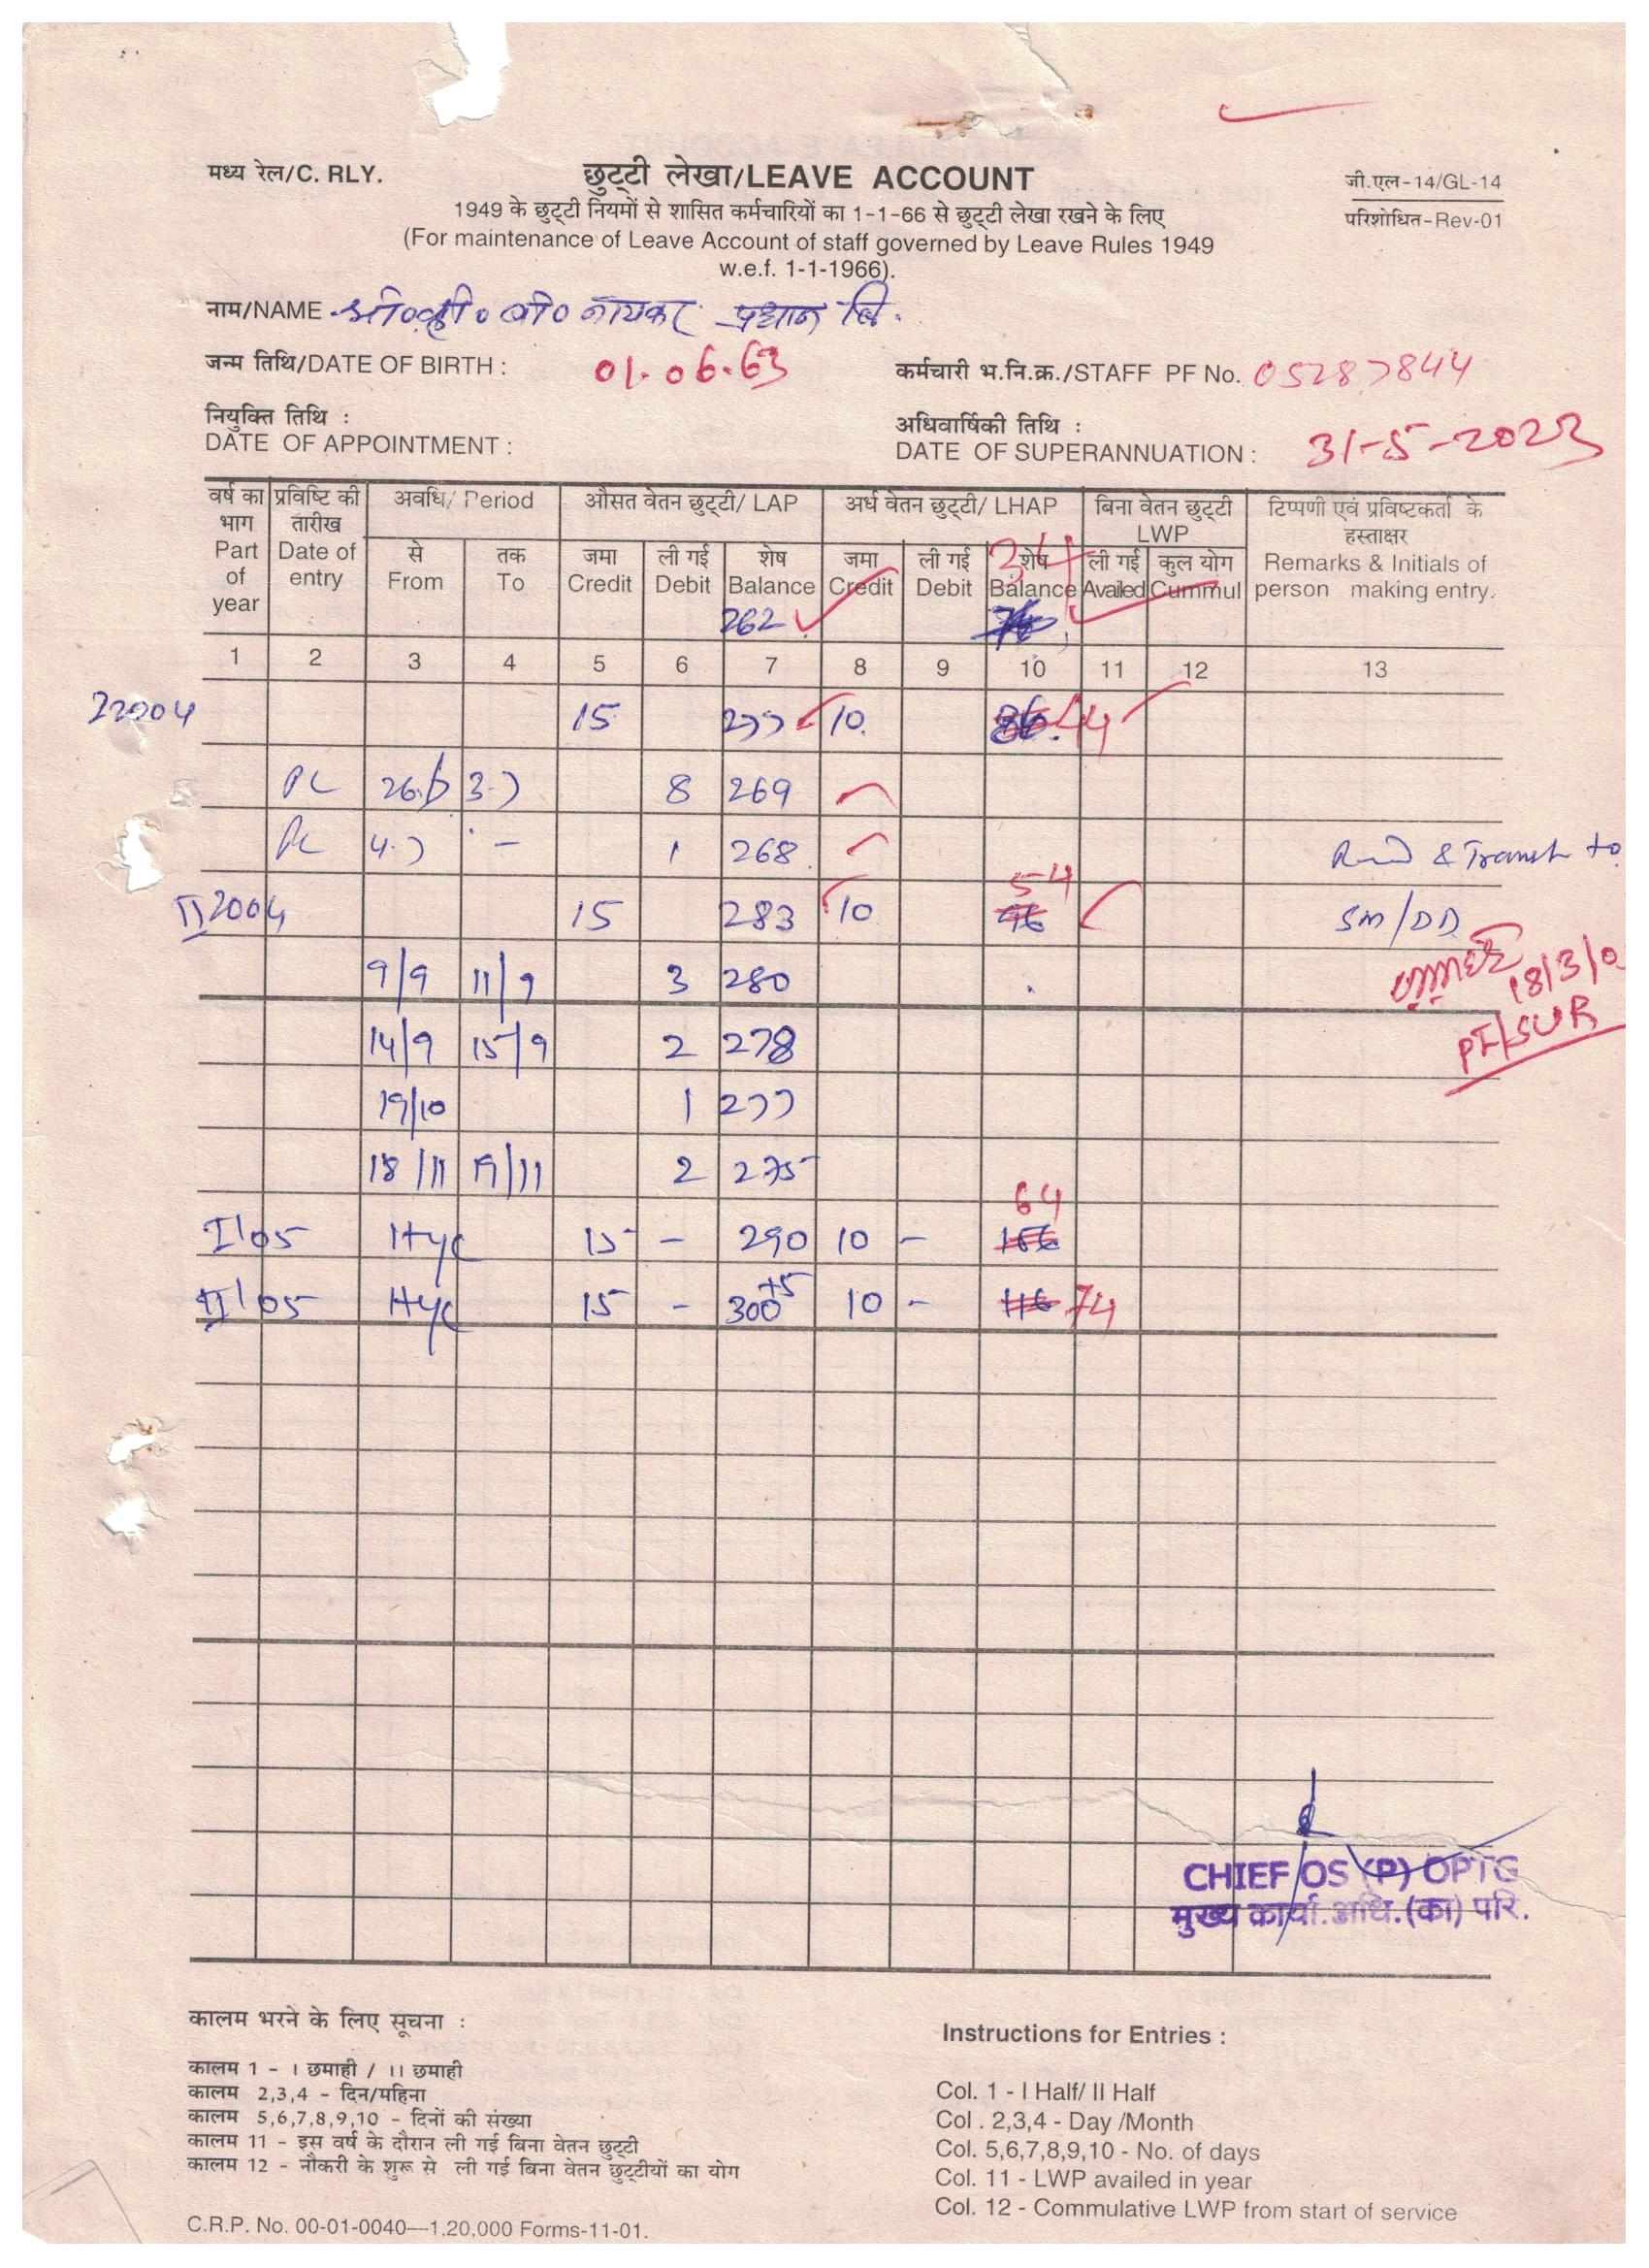 मध्य रेल/C. RLY.
छुट्टी लेखा/LEAVE ACCOUNT
जी.एल-14/GL-14
परिशोधित-Rev-01
1949 के छुट्टी नियमों से शासित कर्मचारियों का 1-1-66 से छुट्टी लेखा रखने के लिए
(For maintenance of Leave Account of staff governed by Leave Rules 1949
w.e.f. 1-1-1966).
नाम/NAME श्री० व्ही० बी० नायकर प्रधान लि.
जन्म तिथि/DATE OF BIRTH : 01.06.63
कर्मचारी भ.नि.क्र./STAFF PF No. 05287844
नियुक्ति तिथि :
DATE OF APPOINTMENT :
अधिवार्षिकी तिथि :
DATE OF SUPERANNUATION : 31-5-2023
वर्ष का भाग Part of year
प्रविष्टि की तारीख Date of entry
अवधि/ Period
औसत वेतन छुट्टी/ LAP
अर्ध वेतन छुट्टी/ LHAP
बिना वेतन छुट्टी LWP
टिप्पणी एवं प्रविष्टकर्ता के हस्ताक्षर Remarks & Initials of person making entry.
से From
तक To
जमा Credit
ली गई Debit
शेष Balance 262
जमा Credit
ली गई Debit
शेष Balance 34 76
ली गई Availed
कुल योग Cummul
1 2 3 4 5 6 7 8 9 10 11 12 13
22004 15 277 10. 86 44
PL 26.6 3.7 8 269
PL 4.7 - 1 268 & Transh to
II 2004 15 283 10 96 54 SM/DD
9/9 11/9 3 280
18/3/0
PI/SUR
14/9 15/9 2 278
19/10 1 277
18/11 19/11 2 275
I/05 Hyc 15 - 290 10 - 106 64
II/05 Hyc 15 - 300+5 10 - 116 74
CHIEF OS (P) OPTG
मुख्य कार्या.अधि.(का) परि.
कालम भरने के लिए सूचना :
कालम 1 - । छमाही / ।। छमाही
कालम 2,3,4 - दिन/महिना
कालम 5,6,7,8,9,10 - दिनों की संख्या
कालम 11 - इस वर्ष के दौरान ली गई बिना वेतन छुट्टी
कालम 12 - नौकरी के शुरू से ली गई बिना वेतन छुट्टीयों का योग
C.R.P. No. 00-01-0040—1,20,000 Forms-11-01.
Instructions for Entries :
Col. 1 - I Half/ II Half
Col . 2,3,4 - Day /Month
Col. 5,6,7,8,9,10 - No. of days
Col. 11 - LWP availed in year
Col. 12 - Commulative LWP from start of service